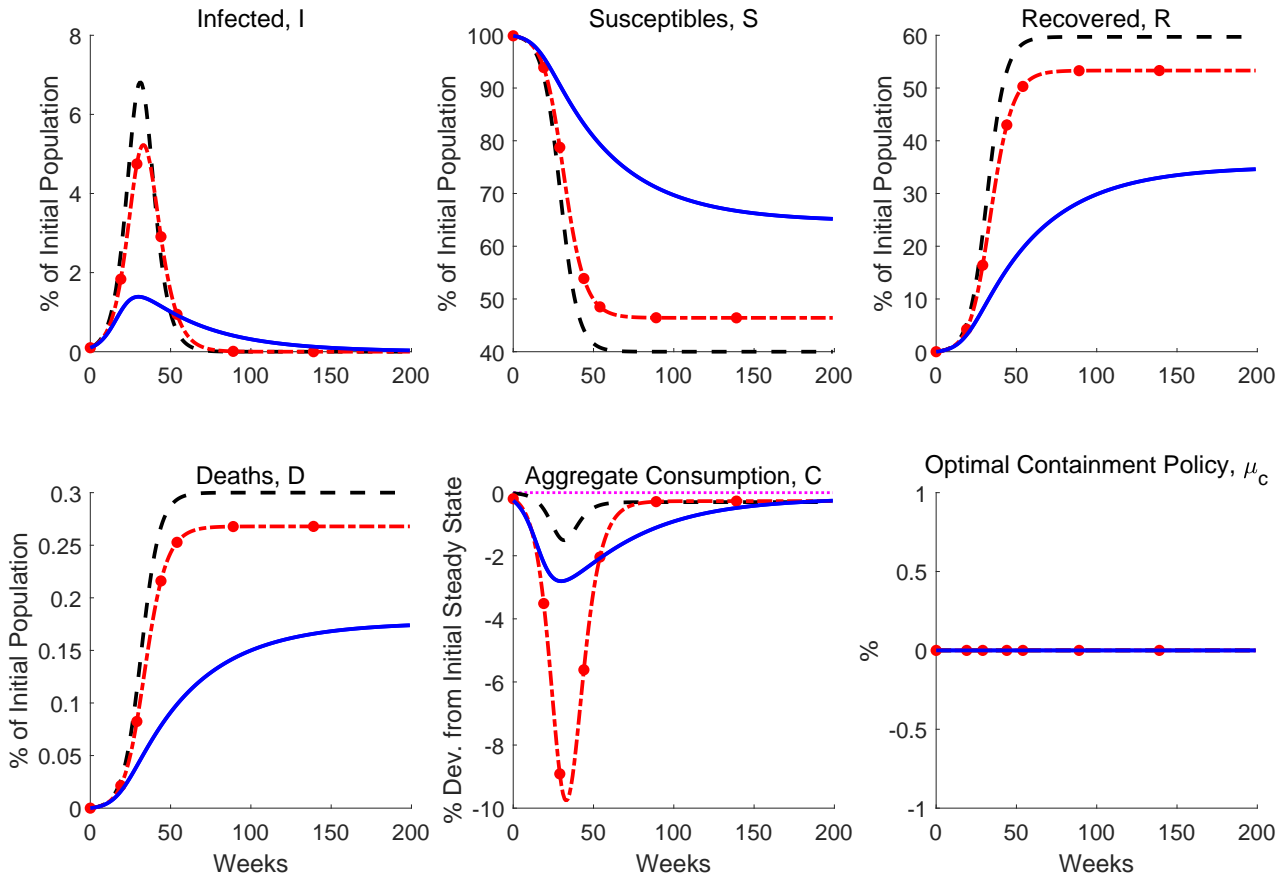 Infected, I
% of Initial Population
8
6
4
2
0
0 50 100 150 200
Susceptibles, S
% of Initial Population
100
90
80
70
60
50
40
0 50 100 150 200
Recovered, R
% of Initial Population
60
50
40
30
20
10
0
0 50 100 150 200
Deaths, D
% of Initial Population
0.3
0.25
0.2
0.15
0.1
0.05
0
0 50 100 150 200
Weeks
Aggregate Consumption, C
% Dev. from Initial Steady State
0
-2
-4
-6
-8
-10
0 50 100 150 200
Weeks
Optimal Containment Policy, μc
%
1
0.5
0
-0.5
-1
0 50 100 150 200